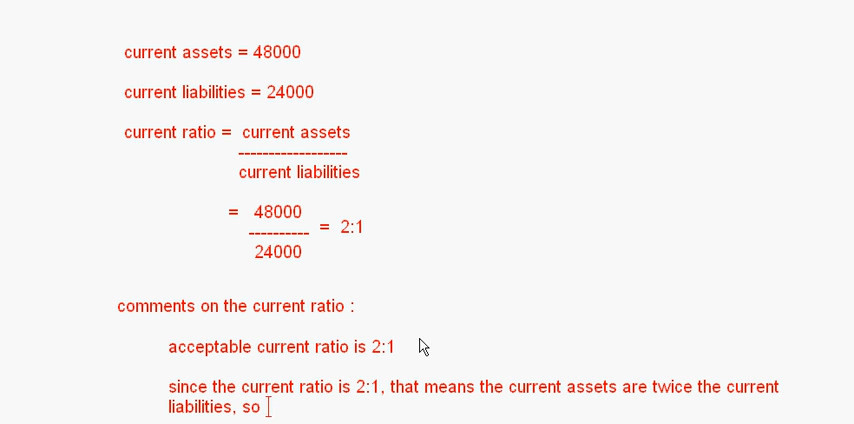 current assets = 48000
current liabilities = 24000
current ratio = current assets
------------------
current liabilities
= 48000
---------- = 2:1
24000
comments on the current ratio :
acceptable current ratio is 2:1
since the current ratio is 2:1, that means the current assets are twice the current
liabilities, so